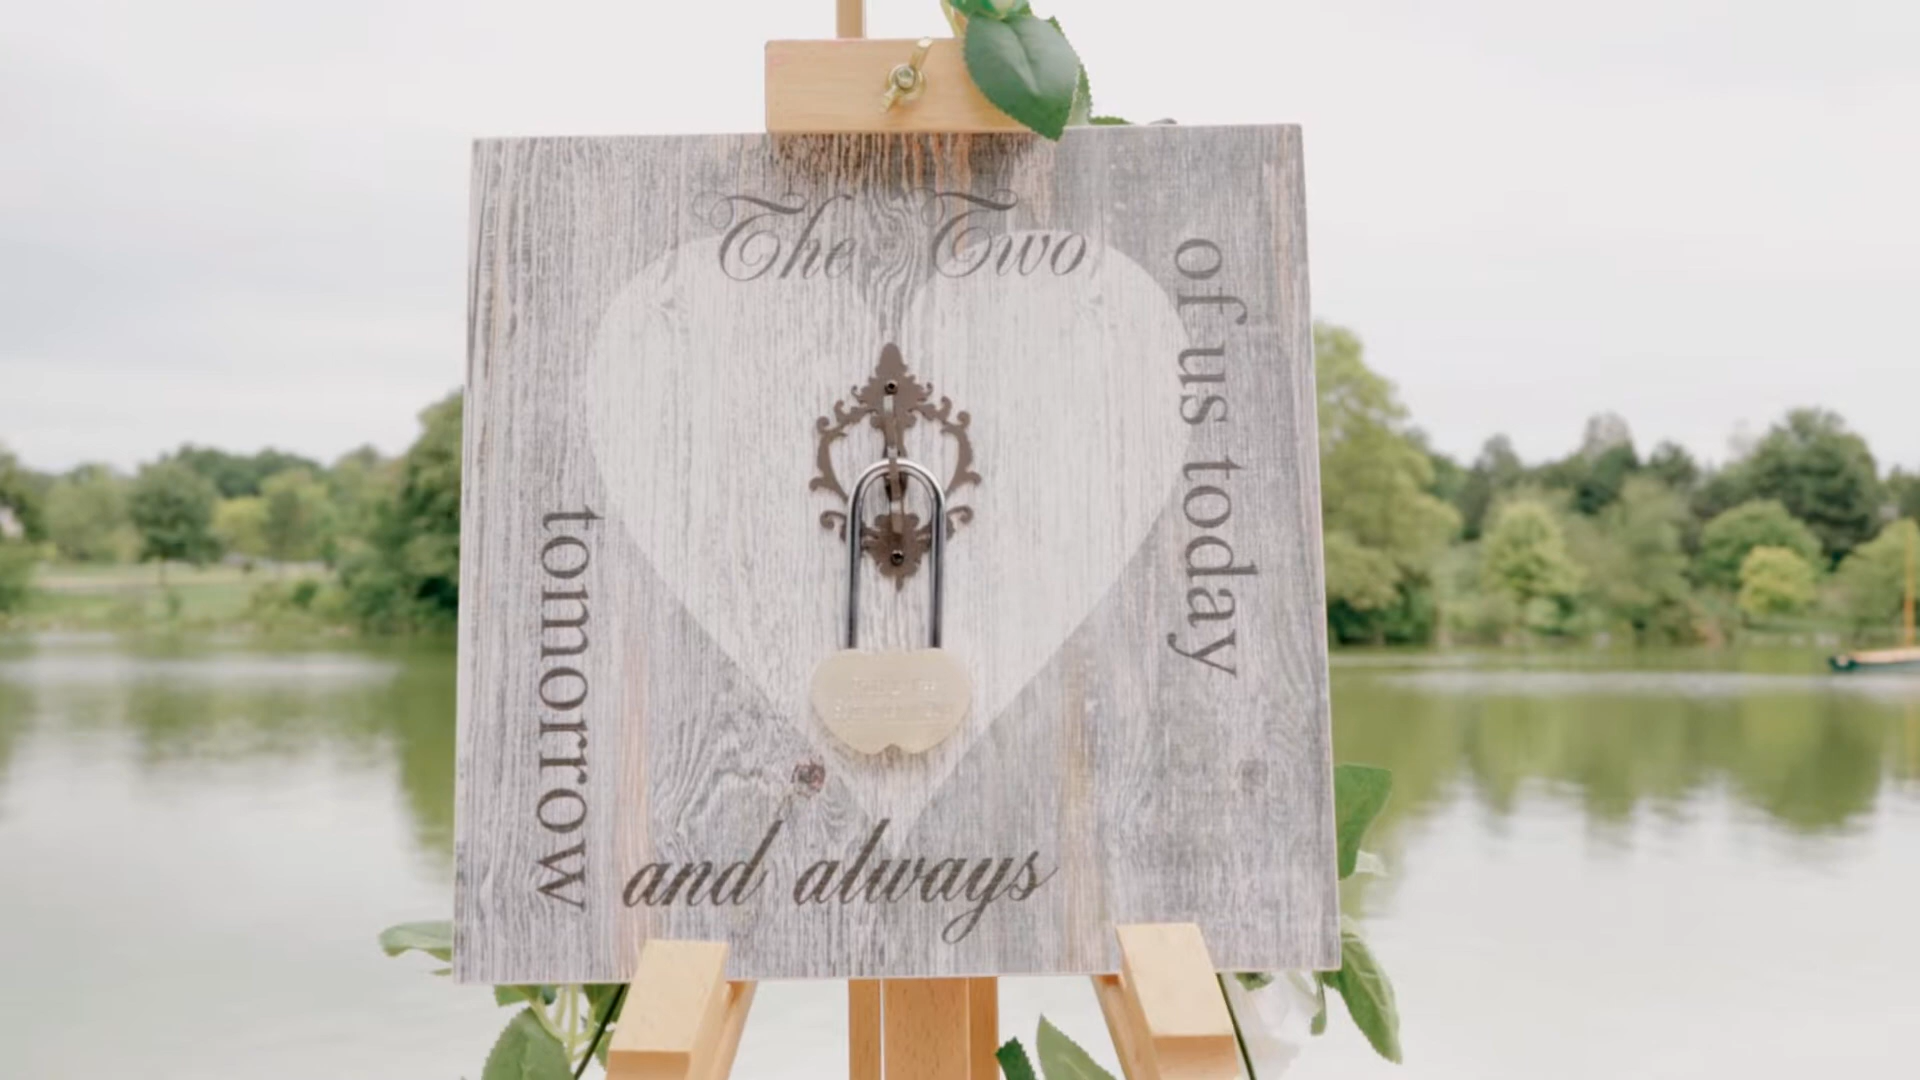 The Two
of us today
tomorrow
and always